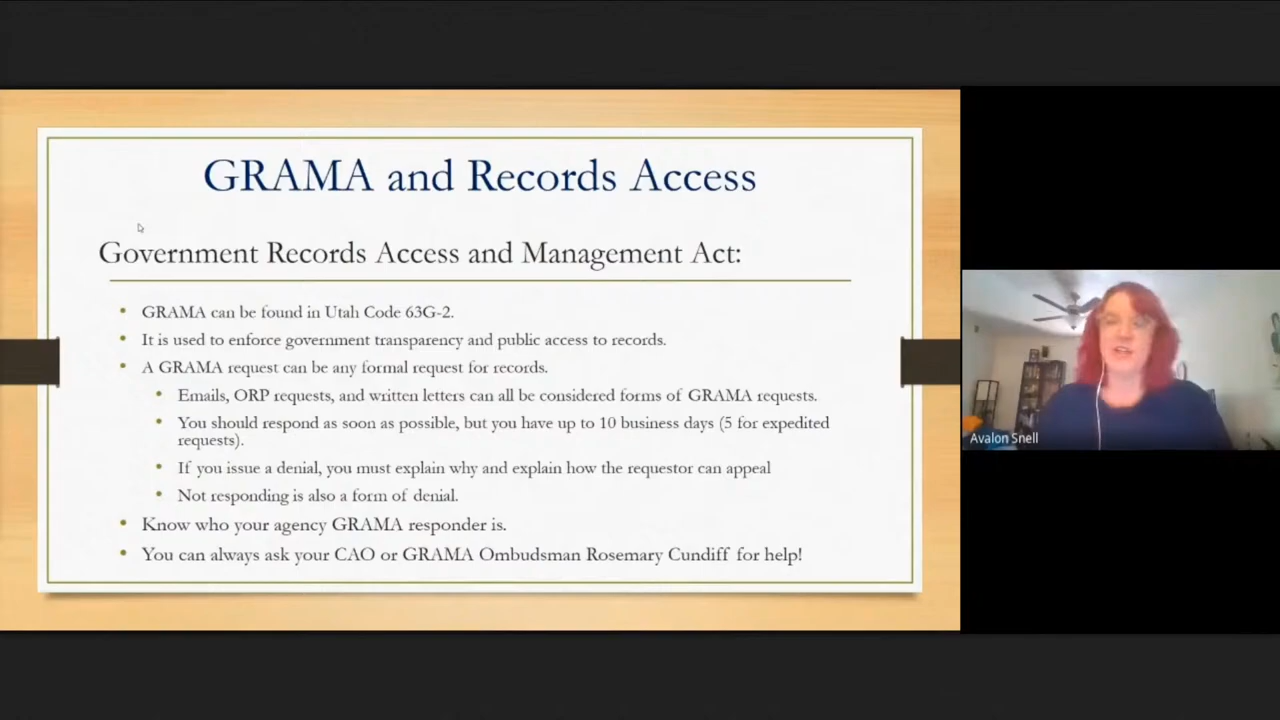 GRAMA and Records Access
Government Records Access and Management Act:
• GRAMA can be found in Utah Code 63G-2.
• It is used to enforce government transparency and public access to records.
• A GRAMA request can be any formal request for records.
• Emails, ORP requests, and written letters can all be considered forms of GRAMA requests.
• You should respond as soon as possible, but you have up to 10 business days (5 for expedited
requests).
• If you issue a denial, you must explain why and explain how the requestor can appeal
• Not responding is also a form of denial.
• Know who your agency GRAMA responder is.
• You can always ask your CAO or GRAMA Ombudsman Rosemary Cundiff for help!
Avalon Snell